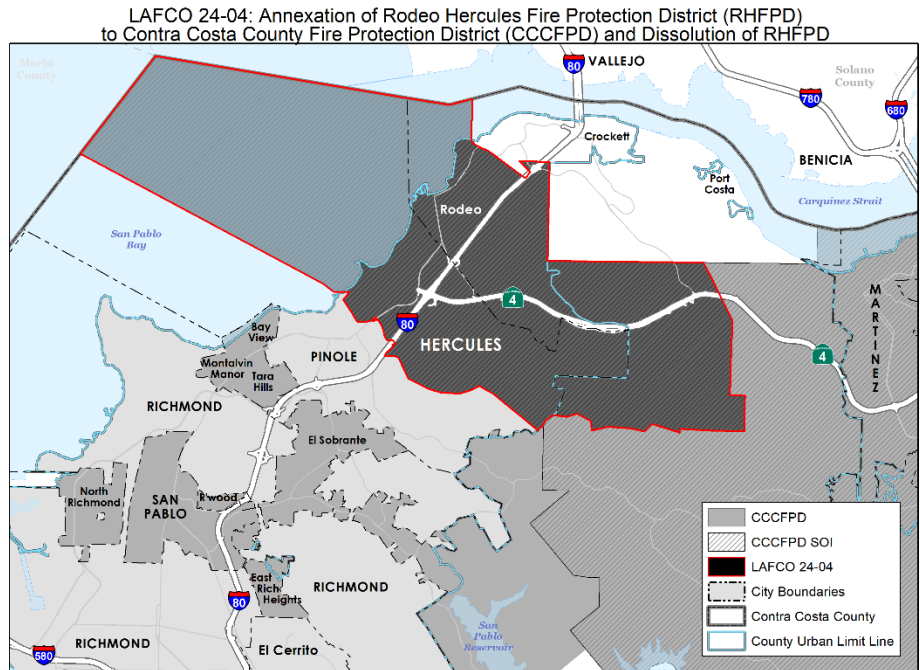 LAFCO 24-04: Annexation of Rodeo Hercules Fire Protection District (RHFPD)
to Contra Costa County Fire Protection District (CCCFPD) and Dissolution of RHFPD
Marin
County
80
VALLEJO
Solano
County
780
680
Crockett
BENICIA
Port
Costa
Carquinez Strait
Rodeo
San Pablo
Bay
4
80
HERCULES
MARTINEZ
4
Bay
View
PINOLE
Montalvin
Manor
Tara
Hills
RICHMOND
El Sobrante
North
Richmond
SAN
PABLO
R'wood
East
Rich
Heights
RICHMOND
80
San
Pablo
Reservoir
RICHMOND
580
El Cerrito
CCCFPD
CCCFPD SOI
LAFCO 24-04
City Boundaries
Contra Costa County
County Urban Limit Line